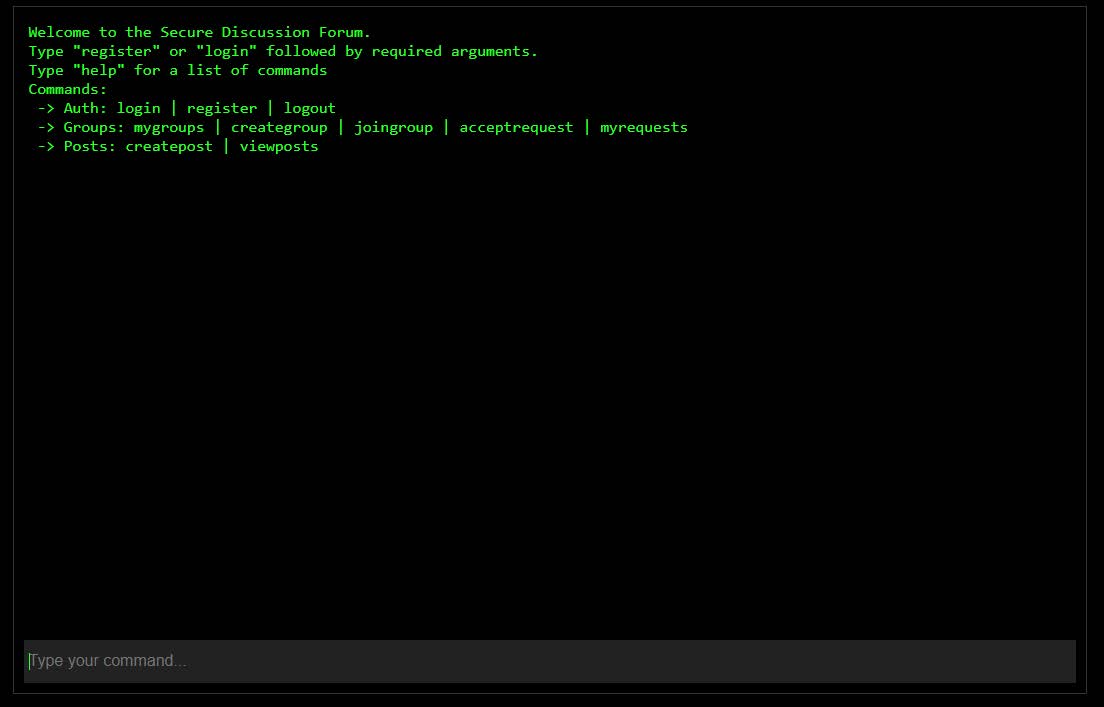 Welcome to the Secure Discussion Forum.
Type "register" or "login" followed by required arguments.
Type "help" for a list of commands
Commands:
-> Auth: login | register | logout
-> Groups: mygroups | creategroup | joingroup | acceptrequest | myrequests
-> Posts: createpost | viewposts
Type your command...